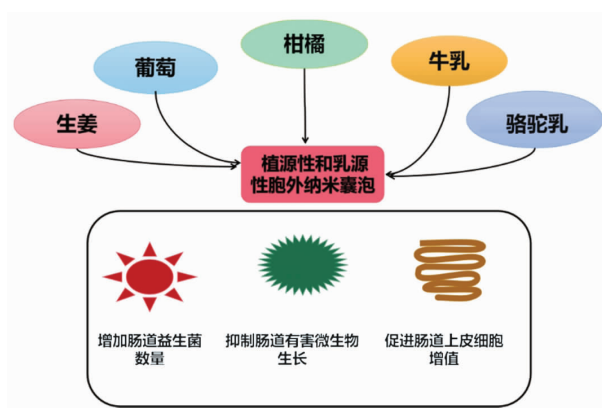 柑橘
葡萄
牛乳
生姜
骆驼乳
植源性和乳源
性胞外纳米囊泡
增加肠道益生菌
数量
抑制肠道有害微生物
生长
促进肠道上皮细胞
增值